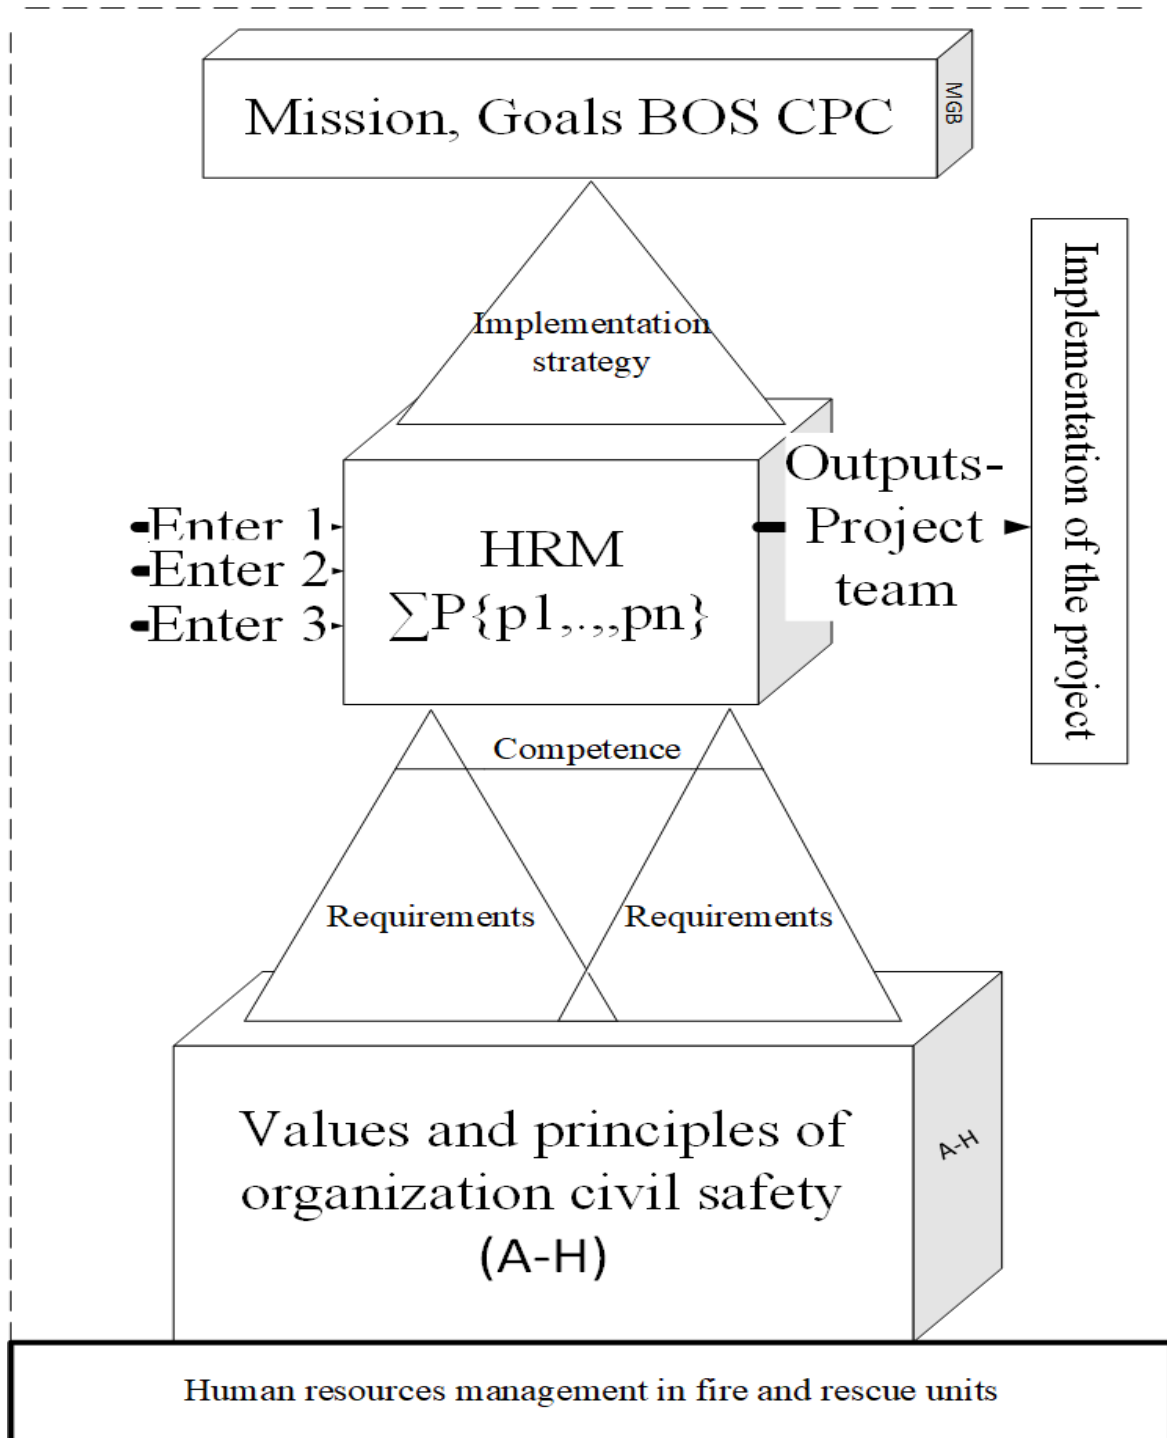 Mission, Goals BOS CPC
MGB
Implementation
strategy
Enter 1
Enter 2
Enter 3
HRM
∑P{p1,.,,pn}
Outputs-
Project
team
Implementation of the project
Competence
Requirements
Requirements
Values and principles of
organization civil safety
(A-H)
A-H
Human resources management in fire and rescue units